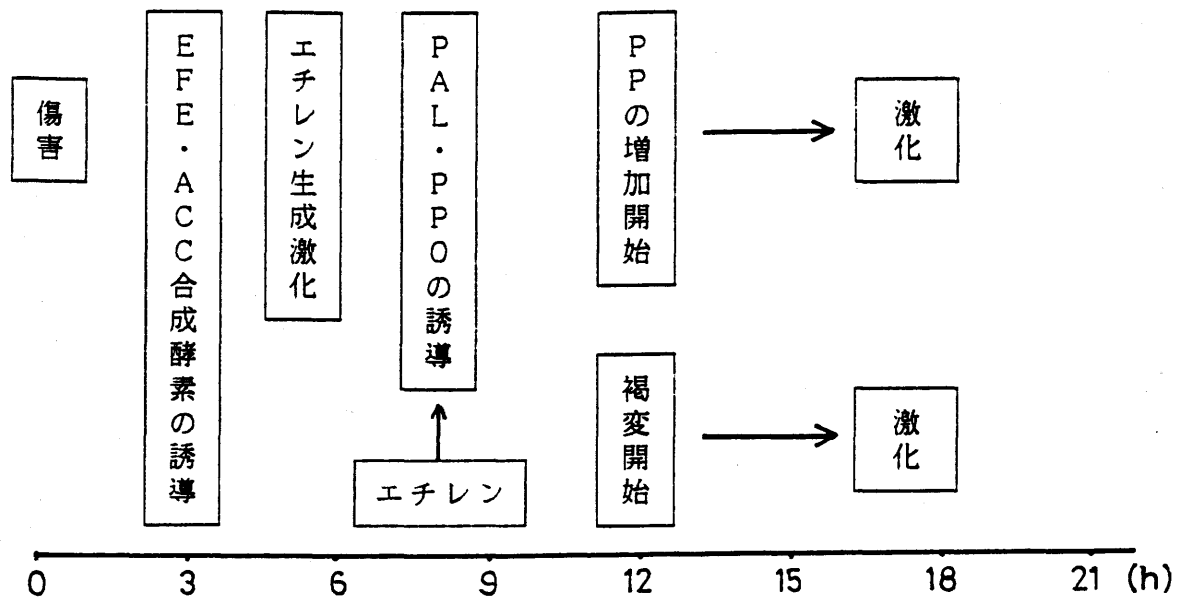 傷害
EFE・ACC合成酵素の誘導
エチレン生成激化
PAL・PPOの誘導
エチレン
PPの増加開始
激化
褐変開始
激化
0 3 6 9 12 15 18 21 (h)